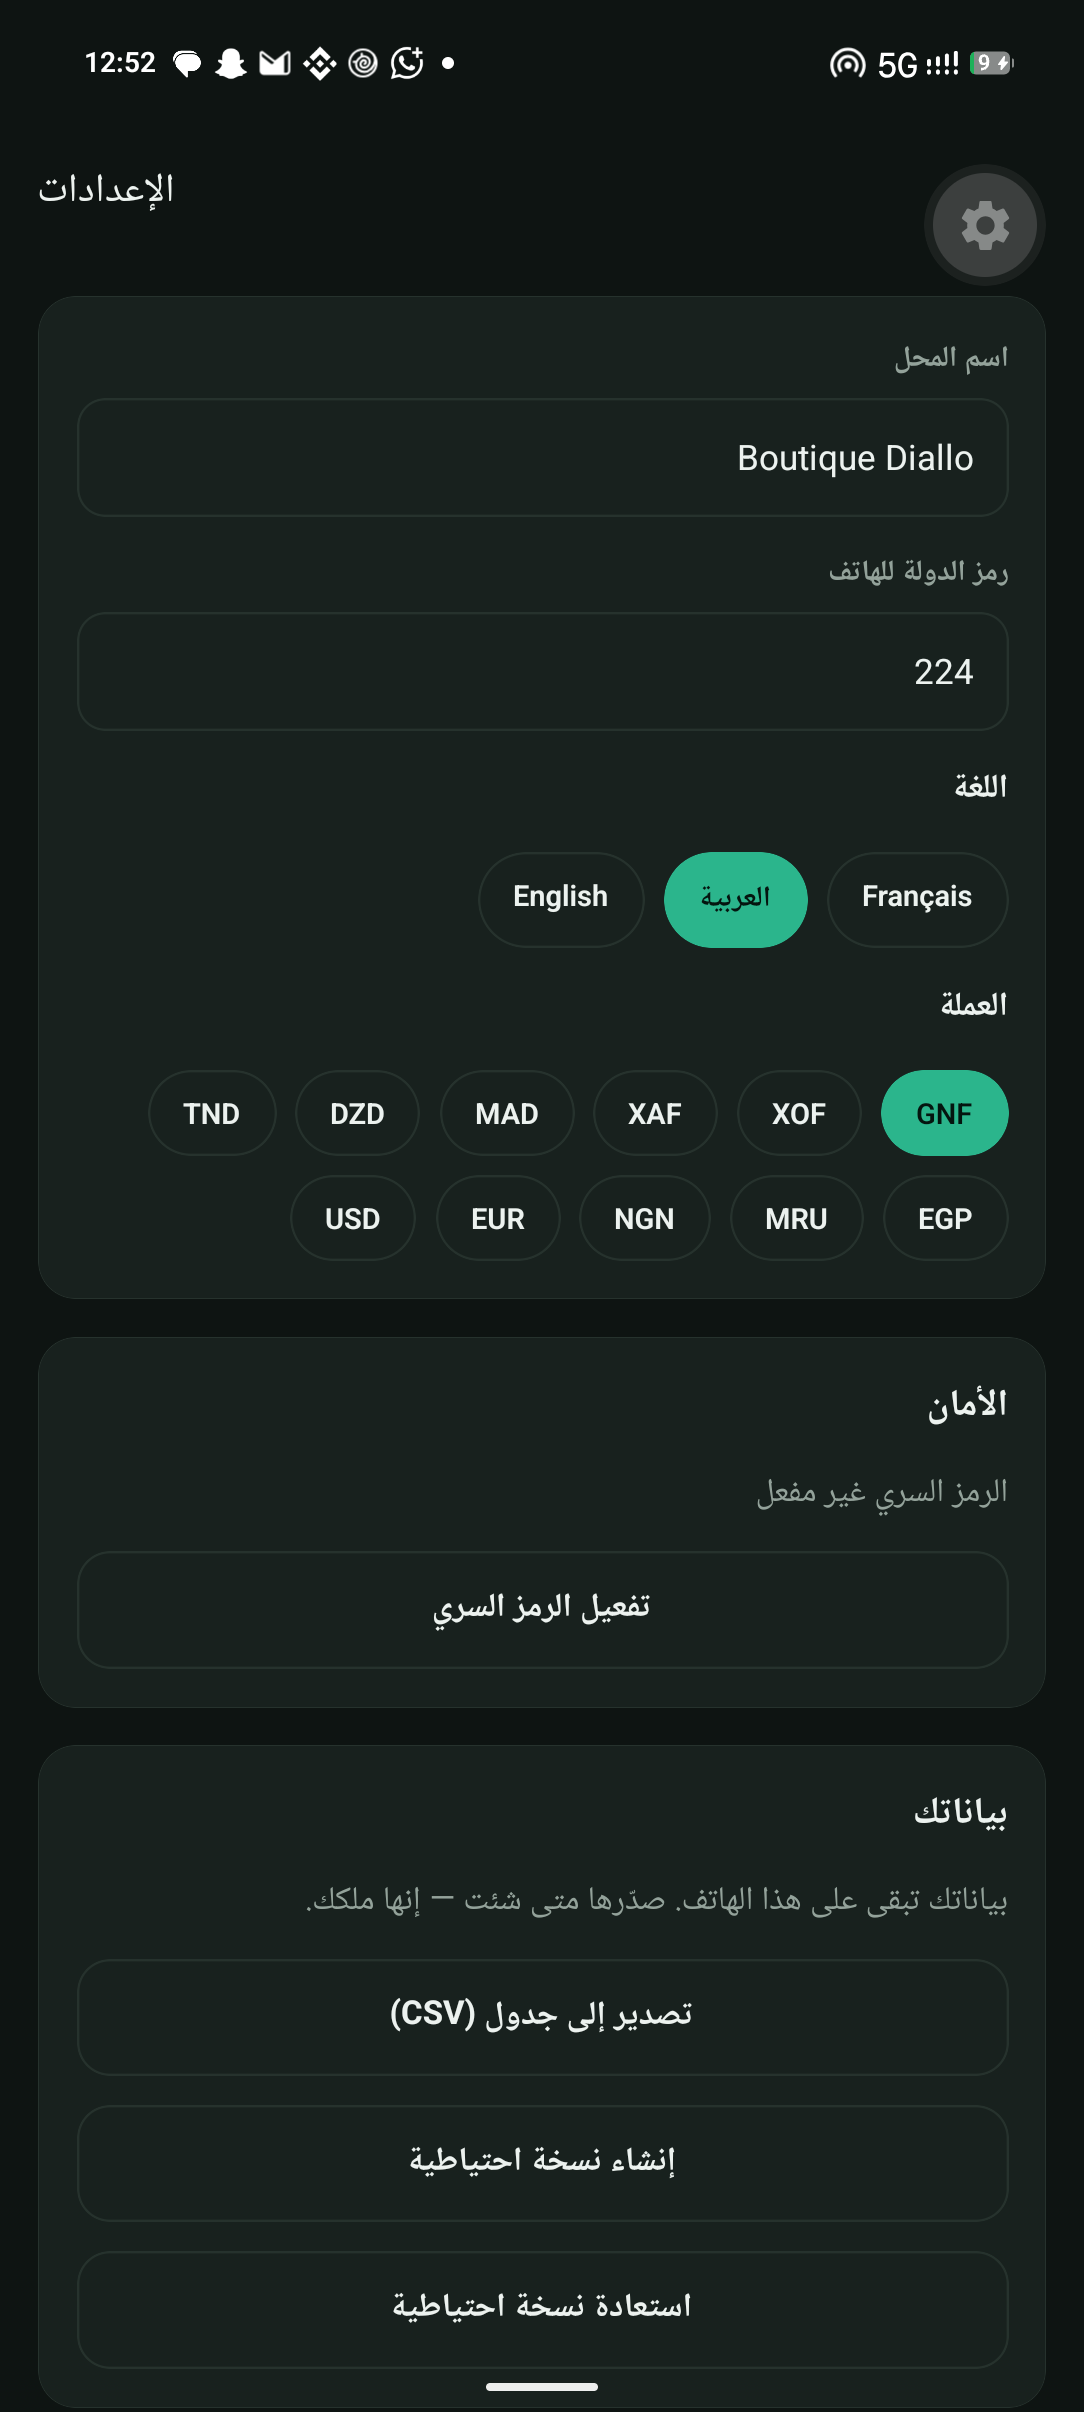 12:52
5G
9
الإعدادات
اسم المحل
Boutique Diallo
رمز الدولة للهاتف
224
اللغة
Français العربية English
العملة
GNF XOF XAF MAD DZD TND
EGP MRU NGN EUR USD
الأمان
الرمز السري غير مفعل
تفعيل الرمز السري
بياناتك
بياناتك تبقى على هذا الهاتف. صدّرها متى شئت — إنها ملكك.
تصدير إلى جدول (CSV)
إنشاء نسخة احتياطية
استعادة نسخة احتياطية